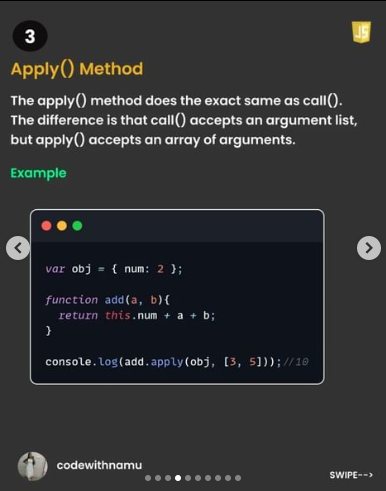 3
JS
Apply() Method
The apply() method does the exact same as call().
The difference is that call() accepts an argument list,
but apply() accepts an array of arguments.
Example
var obj = { num: 2 };
function add(a, b){
return this.num + a + b;
}
console.log(add.apply(obj, [3, 5]));//10
codewithnamu
SWIPE-->